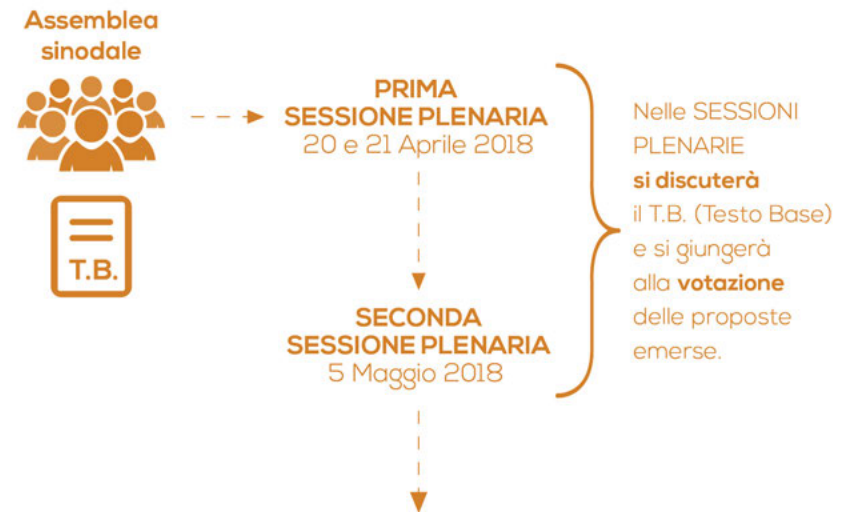 Assemblea
sinodale
T.B.
PRIMA
SESSIONE PLENARIA
20 e 21 Aprile 2018
SECONDA
SESSIONE PLENARIA
5 Maggio 2018
Nelle SESSIONI
PLENARIE
si discuterà
il T.B. (Testo Base)
e si giungerà
alla votazione
delle proposte
emerse.